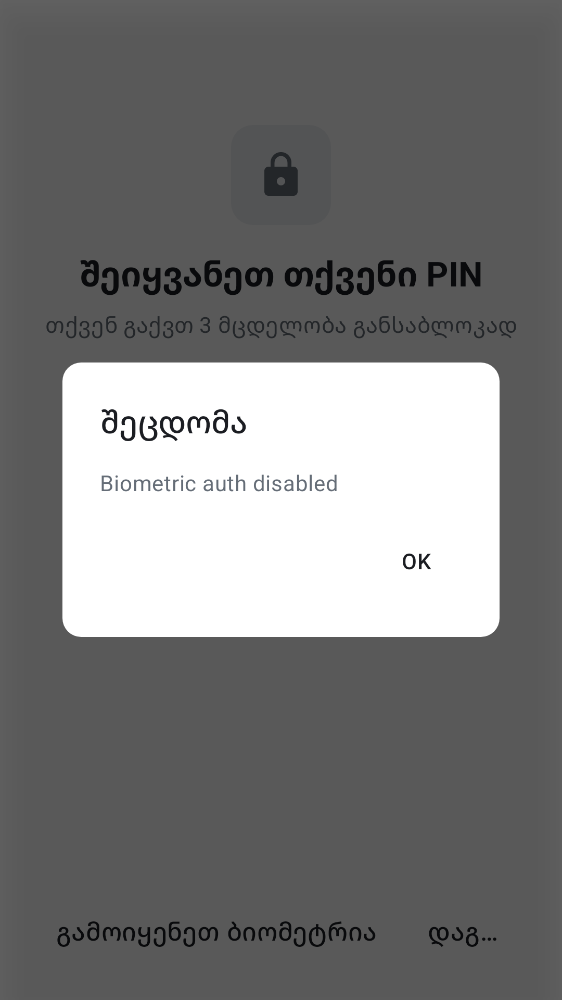 შეიყვანეთ თქვენი PIN
თქვენ გაქვთ 3 მცდელობა განსაბლოკად
შეცდომა
Biometric auth disabled
OK
გამოიყენეთ ბიომეტრია დაგ...